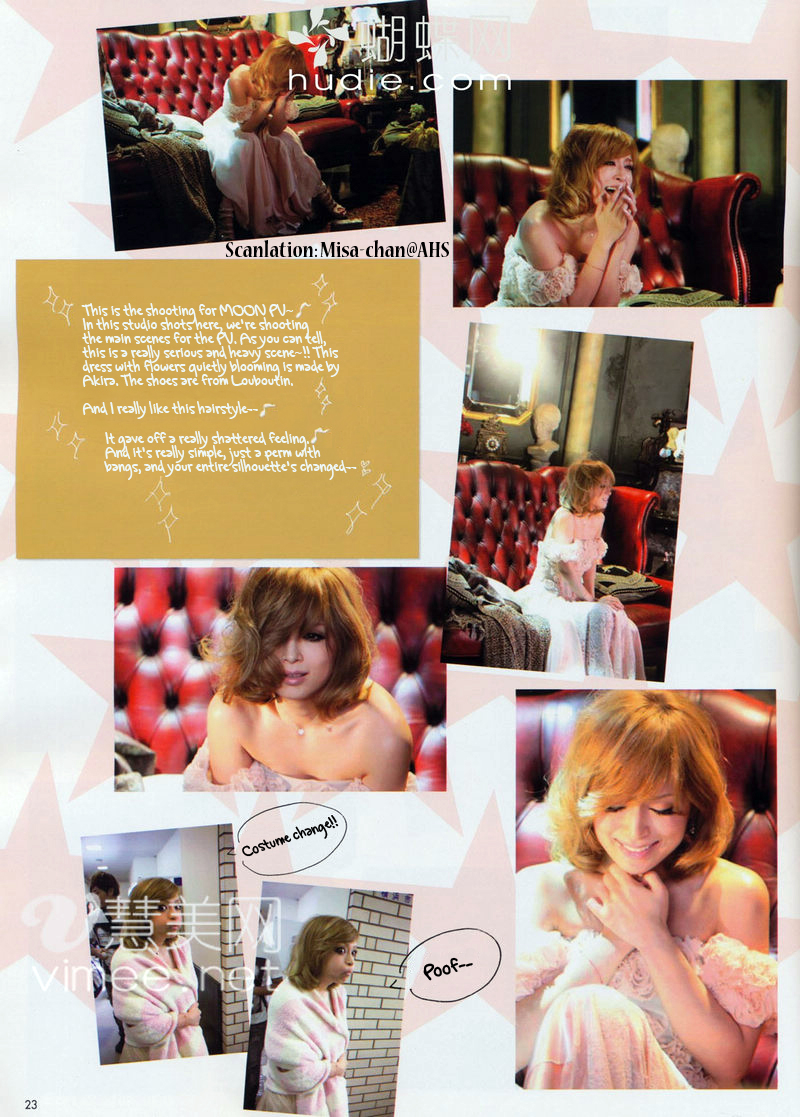 蝴蝶网
hudie.com
Scanlation:Misa-chan@AHS
This is the shooting for MOON PV~♪
In this studio shots here, we're shooting
the main scenes for the PV. As you can tell,
this is a really serious and heavy scene~!! This
dress with flowers quietly blooming is made by
Akira. The shoes are from Louboutin.
And I really like this hairstyle--♪
It gave off a really shattered feeling.♪
And it's really simple, just a perm with
bangs, and your entire silhouette's changed--
Costume change!!
Poof--
慧美网
vimee.net
23